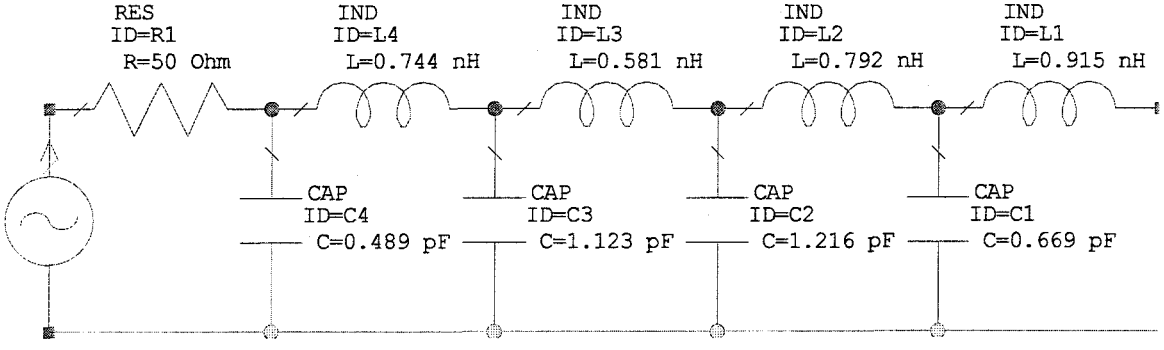 RES
ID=R1
R=50 Ohm
IND
ID=L4
L=0.744 nH
IND
ID=L3
L=0.581 nH
IND
ID=L2
L=0.792 nH
IND
ID=L1
L=0.915 nH
CAP
ID=C4
C=0.489 pF
CAP
ID=C3
C=1.123 pF
CAP
ID=C2
C=1.216 pF
CAP
ID=C1
C=0.669 pF